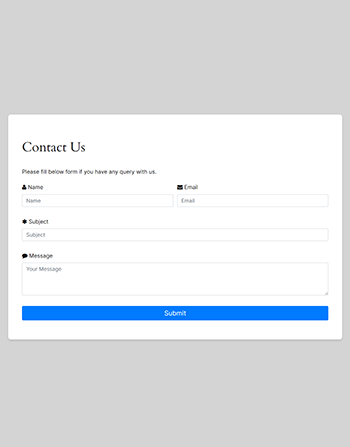 Contact Us
Please fill below form if you have any query with us.
Name Email
Name Email
Subject
Subject
Message
Your Message
Submit